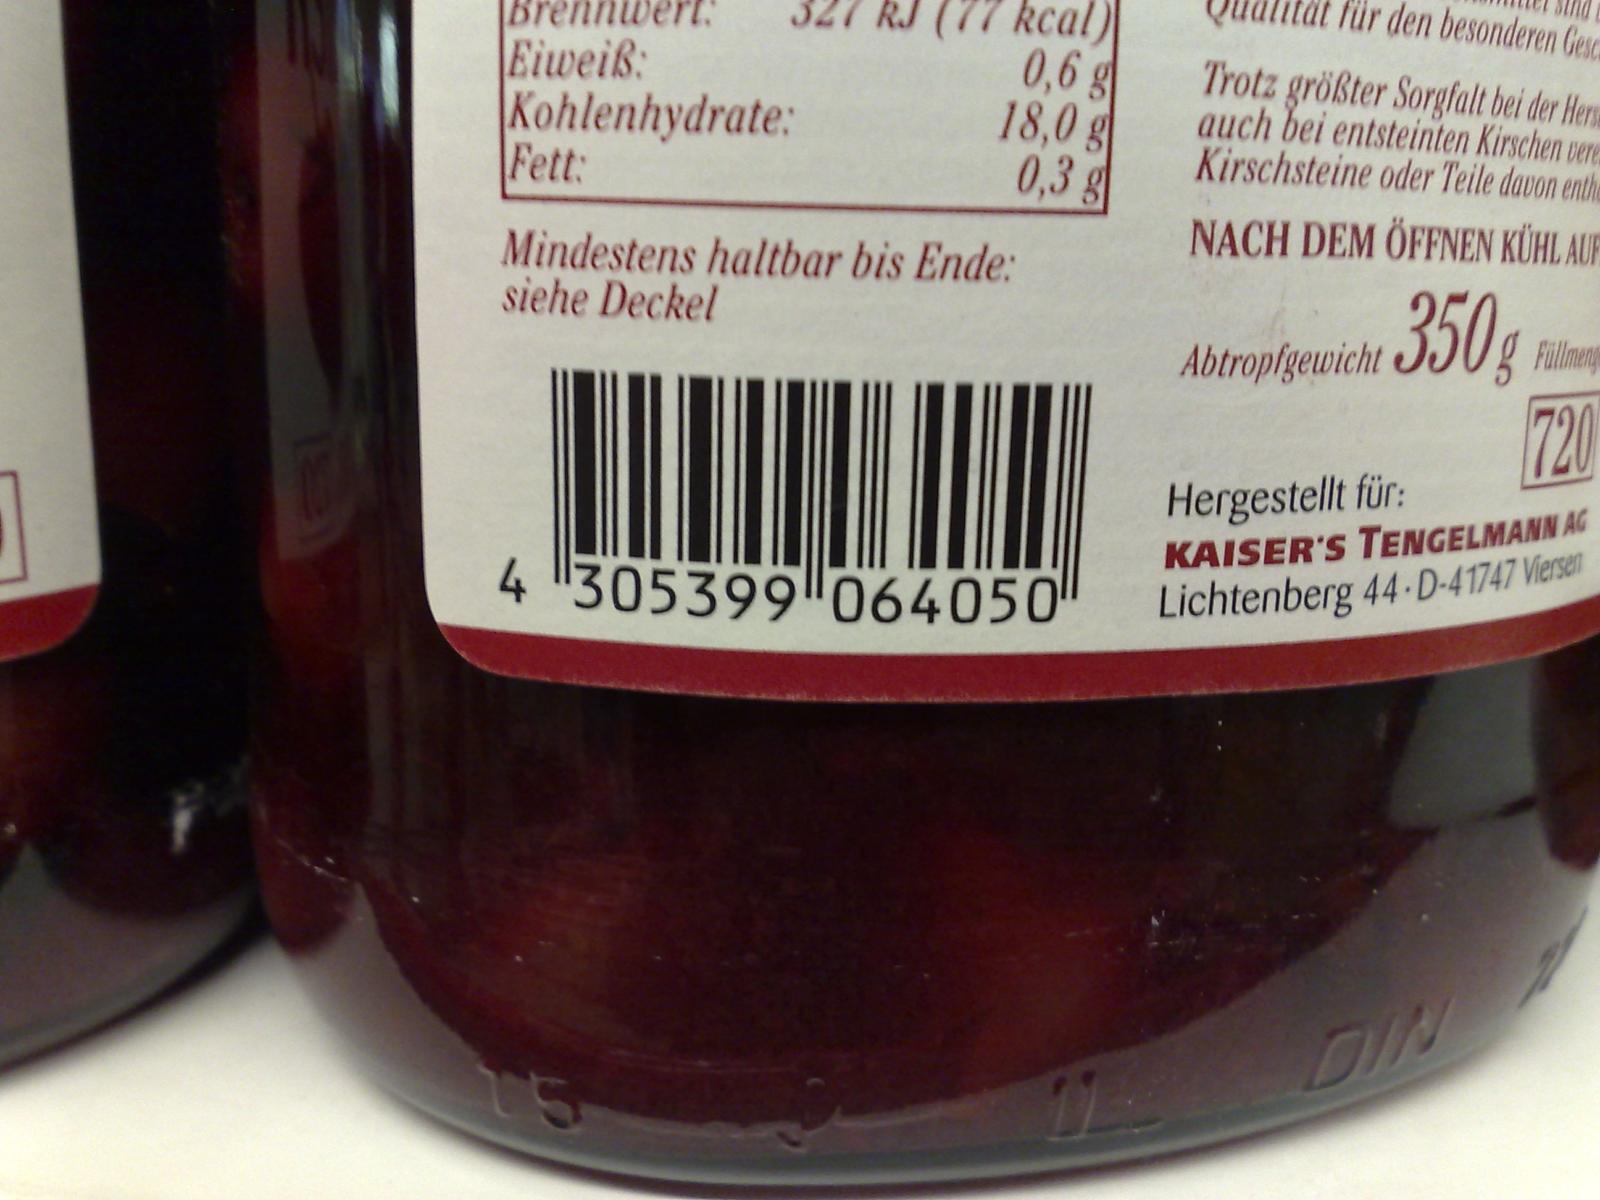 Brennwert: 327 kJ (77 kcal)
Eiweiß: 0,6 g
Kohlenhydrate: 18,0 g
Fett: 0,3 g
Mindestens haltbar bis Ende:
siehe Deckel
4 305399 064050
sind
Qualität für den besonderen
Trotz größter Sorgfalt bei der
auch bei entsteinten Kirschen
Kirschsteine oder Teile davon
NACH DEM ÖFFNEN KÜHL
Abtropfgewicht 350 g
720
Hergestellt für:
KAISER'S TENGELMANN AG
Lichtenberg 44 · D-41747 Viersen
15 11 DIN